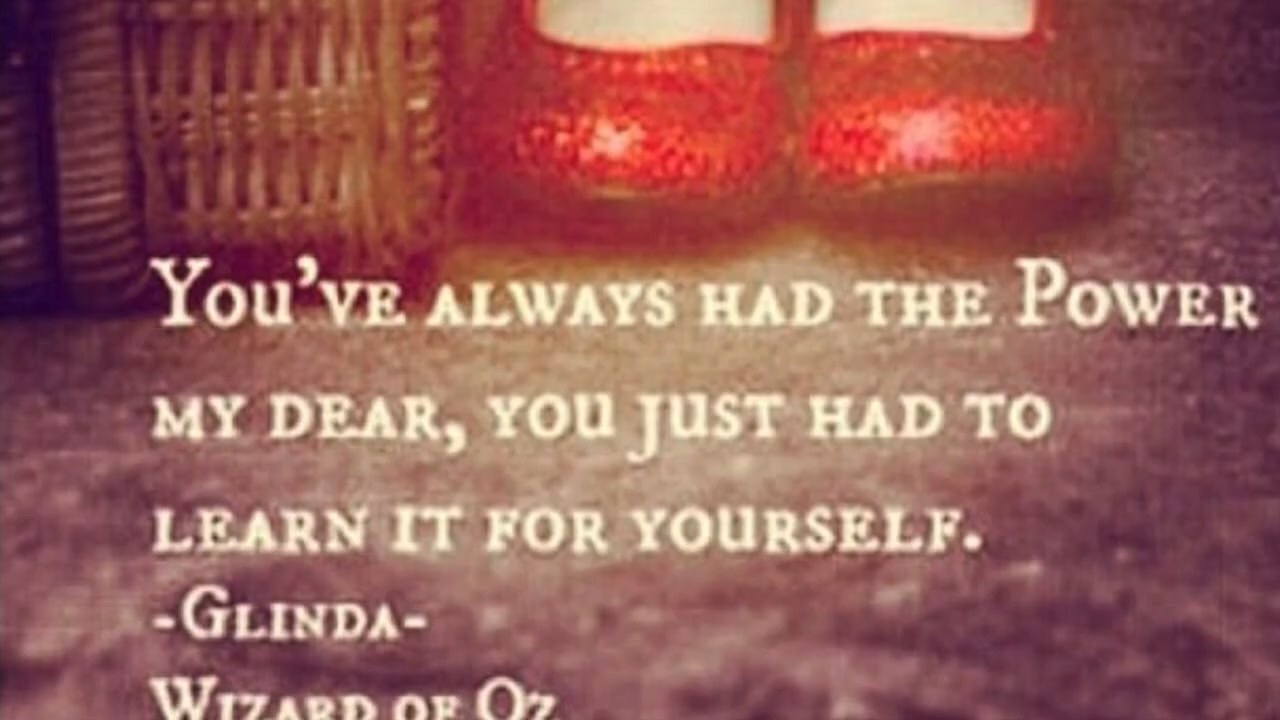 You've always had the Power
my dear, you just had to
learn it for yourself.
-Glinda-
Wizard of Oz